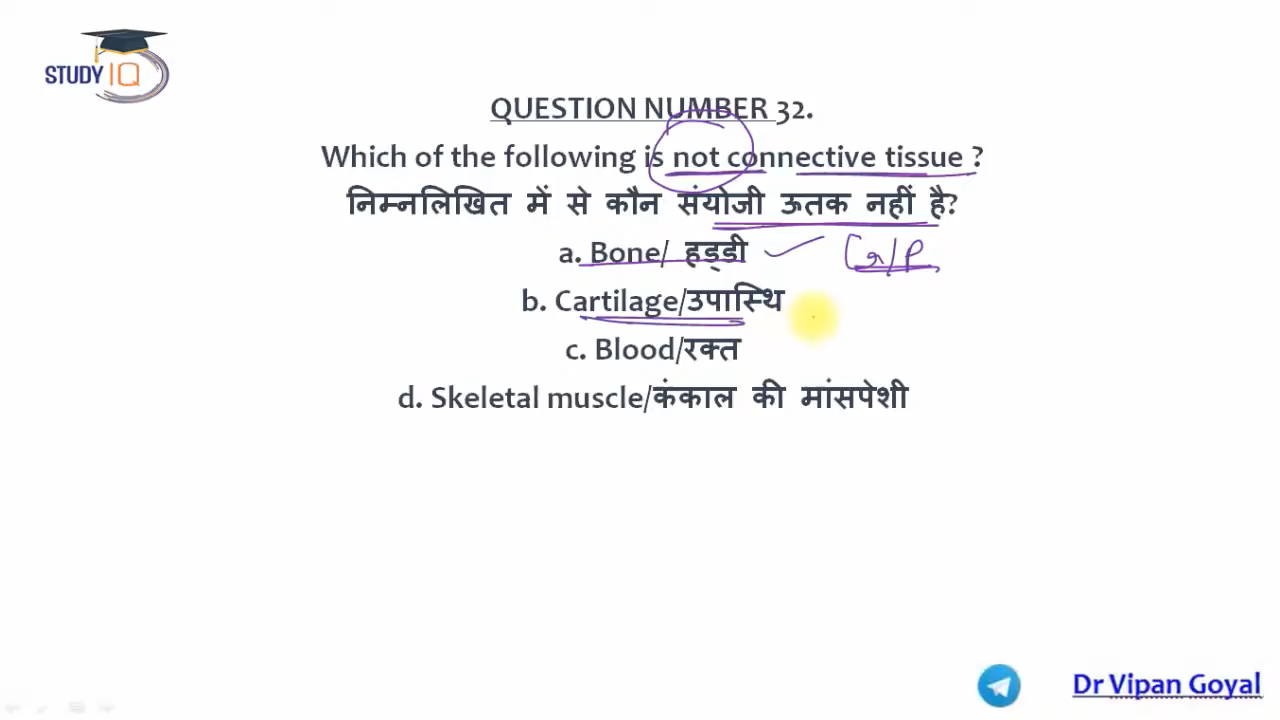 STUDY IQ
QUESTION NUMBER 32.
Which of the following is not connective tissue ?
निम्नलिखित में से कौन संयोजी ऊतक नहीं है?
a. Bone/ हड्डी
b. Cartilage/उपास्थि
c. Blood/रक्त
d. Skeletal muscle/कंकाल की मांसपेशी
Dr Vipan Goyal